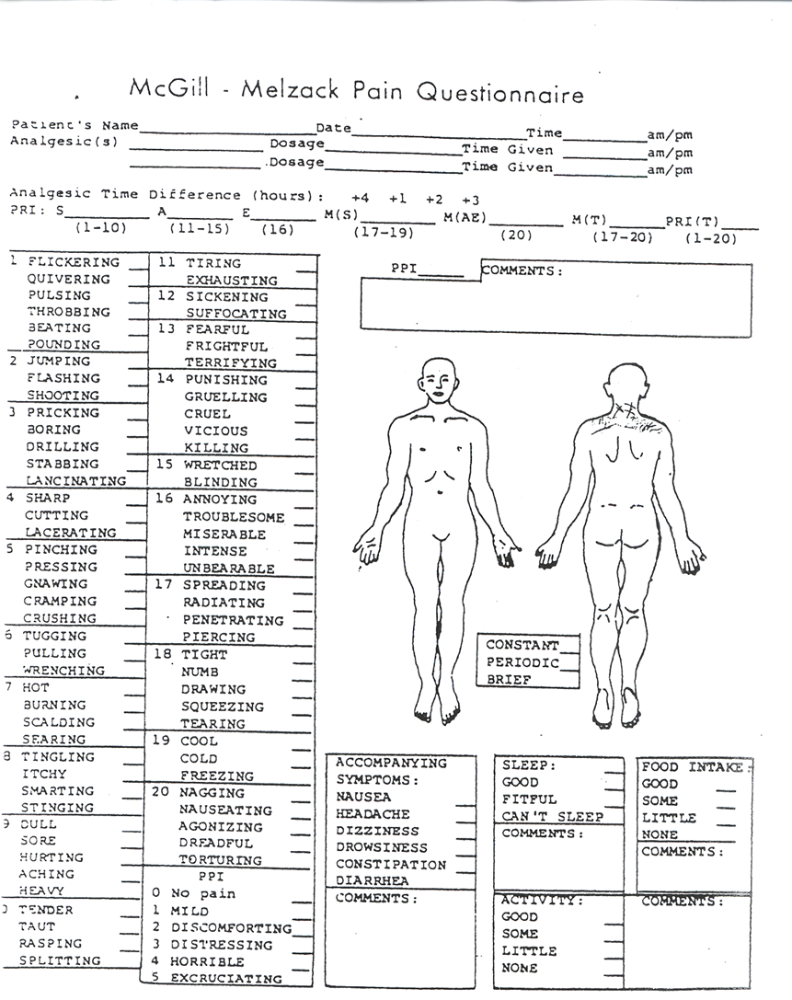 McGill - Melzack Pain Questionnaire
Patient's Name Date Time am/pm
Analgesic(s) Dosage Time Given am/pm
Dosage Time Given am/pm
Analgesic Time Difference (hours): +4 +1 +2 +3
PRI: S A E M(S) M(AE) M(T) PRI(T)
(1-10) (11-15) (16) (17-19) (20) (17-20) (1-20)
1 FLICKERING
QUIVERING
PULSING
THROBBING
BEATING
POUNDING
2 JUMPING
FLASHING
SHOOTING
3 PRICKING
BORING
DRILLING
STABBING
LANCINATING
4 SHARP
CUTTING
LACERATING
5 PINCHING
PRESSING
GNAWING
CRAMPING
CRUSHING
6 TUGGING
PULLING
WRENCHING
7 HOT
BURNING
SCALDING
SEARING
8 TINGLING
ITCHY
SMARTING
STINGING
9 DULL
SORE
HURTING
ACHING
HEAVY
0 TENDER
TAUT
RASPING
SPLITTING
11 TIRING
EXHAUSTING
12 SICKENING
SUFFOCATING
13 FEARFUL
FRIGHTFUL
TERRIFYING
14 PUNISHING
GRUELLING
CRUEL
VICIOUS
KILLING
15 WRETCHED
BLINDING
16 ANNOYING
TROUBLESOME
MISERABLE
INTENSE
UNBEARABLE
17 SPREADING
RADIATING
PENETRATING
PIERCING
18 TIGHT
NUMB
DRAWING
SQUEEZING
TEARING
19 COOL
COLD
FREEZING
20 NAGGING
NAUSEATING
AGONIZING
DREADFUL
TORTURING
PPI
0 No pain
1 MILD
2 DISCOMFORTING
3 DISTRESSING
4 HORRIBLE
5 EXCRUCIATING
PPI COMMENTS:
CONSTANT
PERIODIC
BRIEF
ACCOMPANYING
SYMPTOMS:
NAUSEA
HEADACHE
DIZZINESS
DROWSINESS
CONSTIPATION
DIARRHEA
COMMENTS:
SLEEP:
GOOD
FITFUL
CAN'T SLEEP
COMMENTS:
FOOD INTAKE:
GOOD
SOME
LITTLE
NONE
COMMENTS:
ACTIVITY:
GOOD
SOME
LITTLE
NONE
COMMENTS: